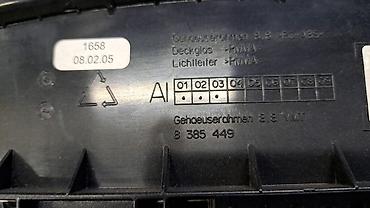 1658
08.02.05
Deckglas >PMMA<
Lichtleiter >PMMA<
AI 01 02 03 04 05 06 07 08 09
Gehaeuserahmen
8 385 449